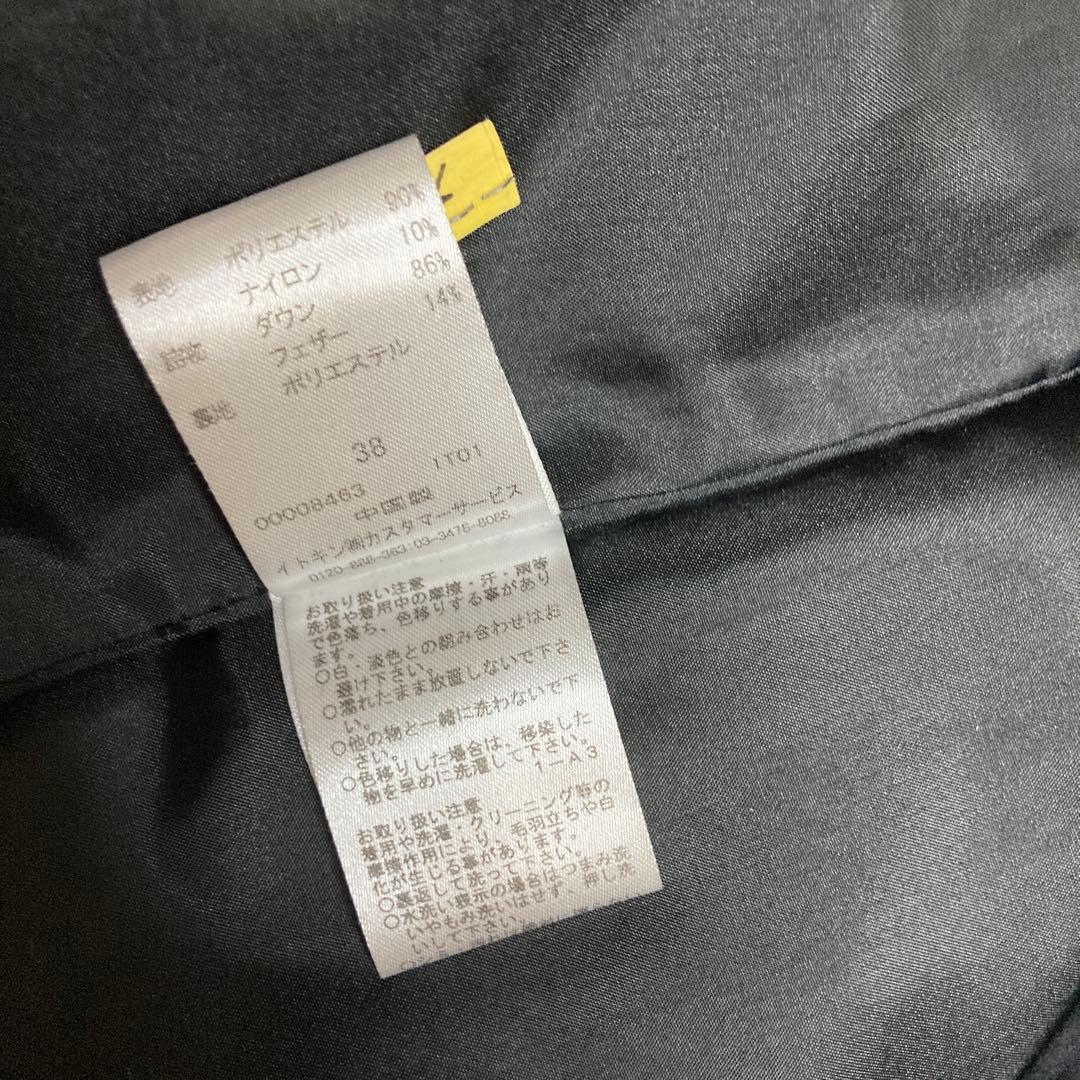 表地 ポリエステル 90%
ナイロン 10%
詰物 ダウン 86%
フェザー 14%
裏地 ポリエステル
38
IT01
00008463 中国製
イトキン㈱カスタマーサービス
0120-888-363 03-3478-8088
お取り扱い注意
洗濯や着用中の摩擦・汗・雨等
で色落ち、色移りする事があり
ます。
○白・淡色との組み合わせはお
避け下さい。
○濡れたまま放置しないで下さ
い。
○他の物と一緒に洗わないで下
さい。
○色移りした場合は、移染した
物を早めに洗濯して下さい。
1-A3
お取り扱い注意
着用や洗濯・クリーニング等の
摩擦作用により、毛羽立ちや白
化が生じる事があります。
○裏返して洗って下さい。
○水洗い表示の場合はつまみ洗
いやもみ洗いはせず、押し洗
いして下さい。